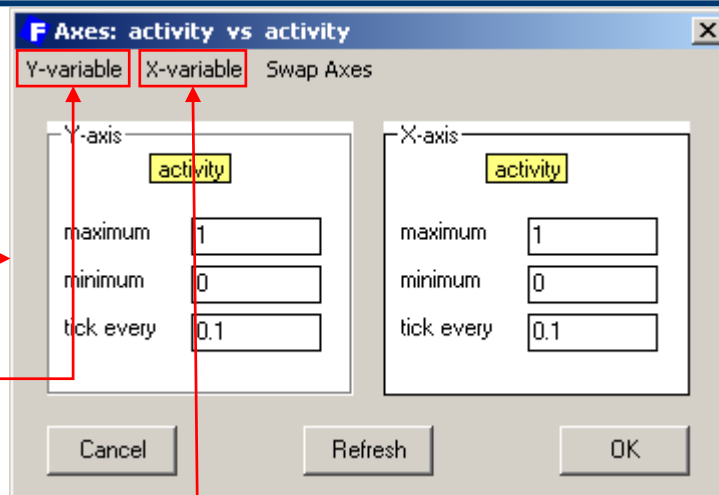 F Axes: activity vs activity
Y-variable X-variable Swap Axes
Y-axis X-axis
activity activity
maximum 1 maximum 1
minimum 0 minimum 0
tick every 0.1 tick every 0.1
Cancel Refresh OK